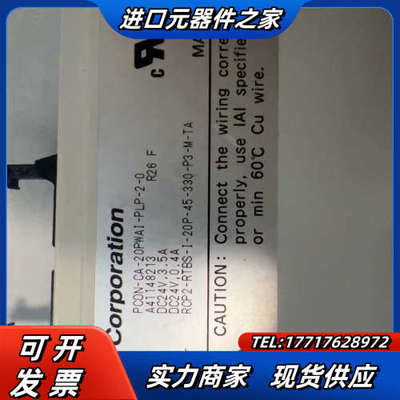 进口元器件之家
c UR
Corporation
PCON-CA-20PWAI-PLP-2-0
A41148213 R26 F
DC24V,3.5A
DC24V,0.4A
RCP2-RTBS-I-20P-45-330-P3-M-TA
MA
CAUTION: Connect the wiring corre
properly, use IAI specifie
or min 60℃ Cu wire.
可开发票
TEL:17717628972
实力商家 现货供应